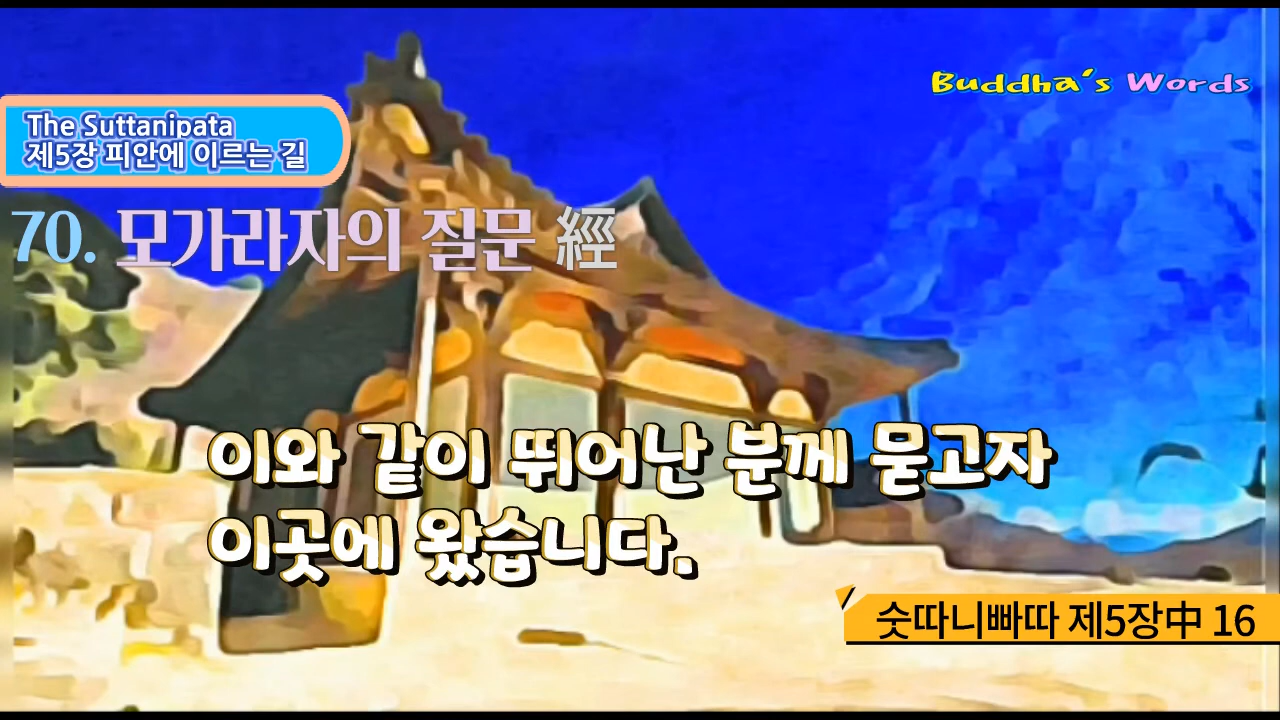 Buddha's Words
The Suttanipata
제5장 피안에 이르는 길
70. 모가라자의 질문 經
이와 같이 뛰어난 분께 묻고자
이곳에 왔습니다.
숫따니빠따 제5장中 16